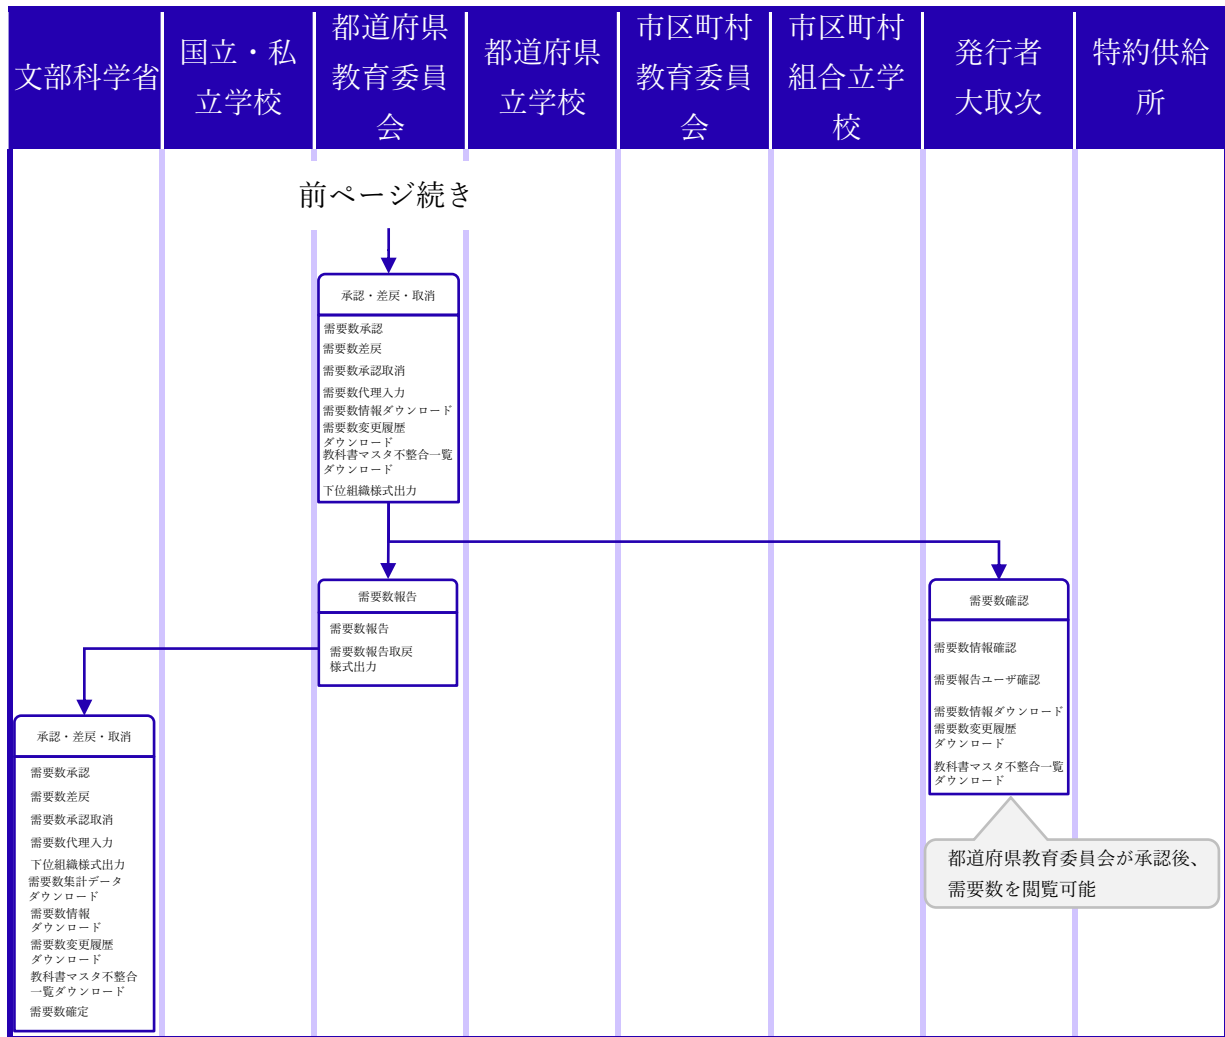 文部科学省
国立・私
立学校
都道府県
教育委員
会
都道府県
立学校
市区町村
教育委員
会
市区町村
組合立学
校
発行者
大取次
特約供給
所
前ページ続き
承認・差戻・取消
需要数承認
需要数差戻
需要数承認取消
需要数代理入力
需要数情報ダウンロード
需要数変更履歴
ダウンロード
教科書マスタ不整合一覧
ダウンロード
下位組織様式出力
需要数報告
需要数報告
需要数報告取戻
様式出力
需要数確認
需要数情報確認
需要報告ユーザ確認
需要数情報ダウンロード
需要数変更履歴
ダウンロード
教科書マスタ不整合一覧
ダウンロード
都道府県教育委員会が承認後、
需要数を閲覧可能
承認・差戻・取消
需要数承認
需要数差戻
需要数承認取消
需要数代理入力
下位組織様式出力
需要数集計データ
ダウンロード
需要数情報
ダウンロード
需要数変更履歴
ダウンロード
教科書マスタ不整合
一覧ダウンロード
需要数確定